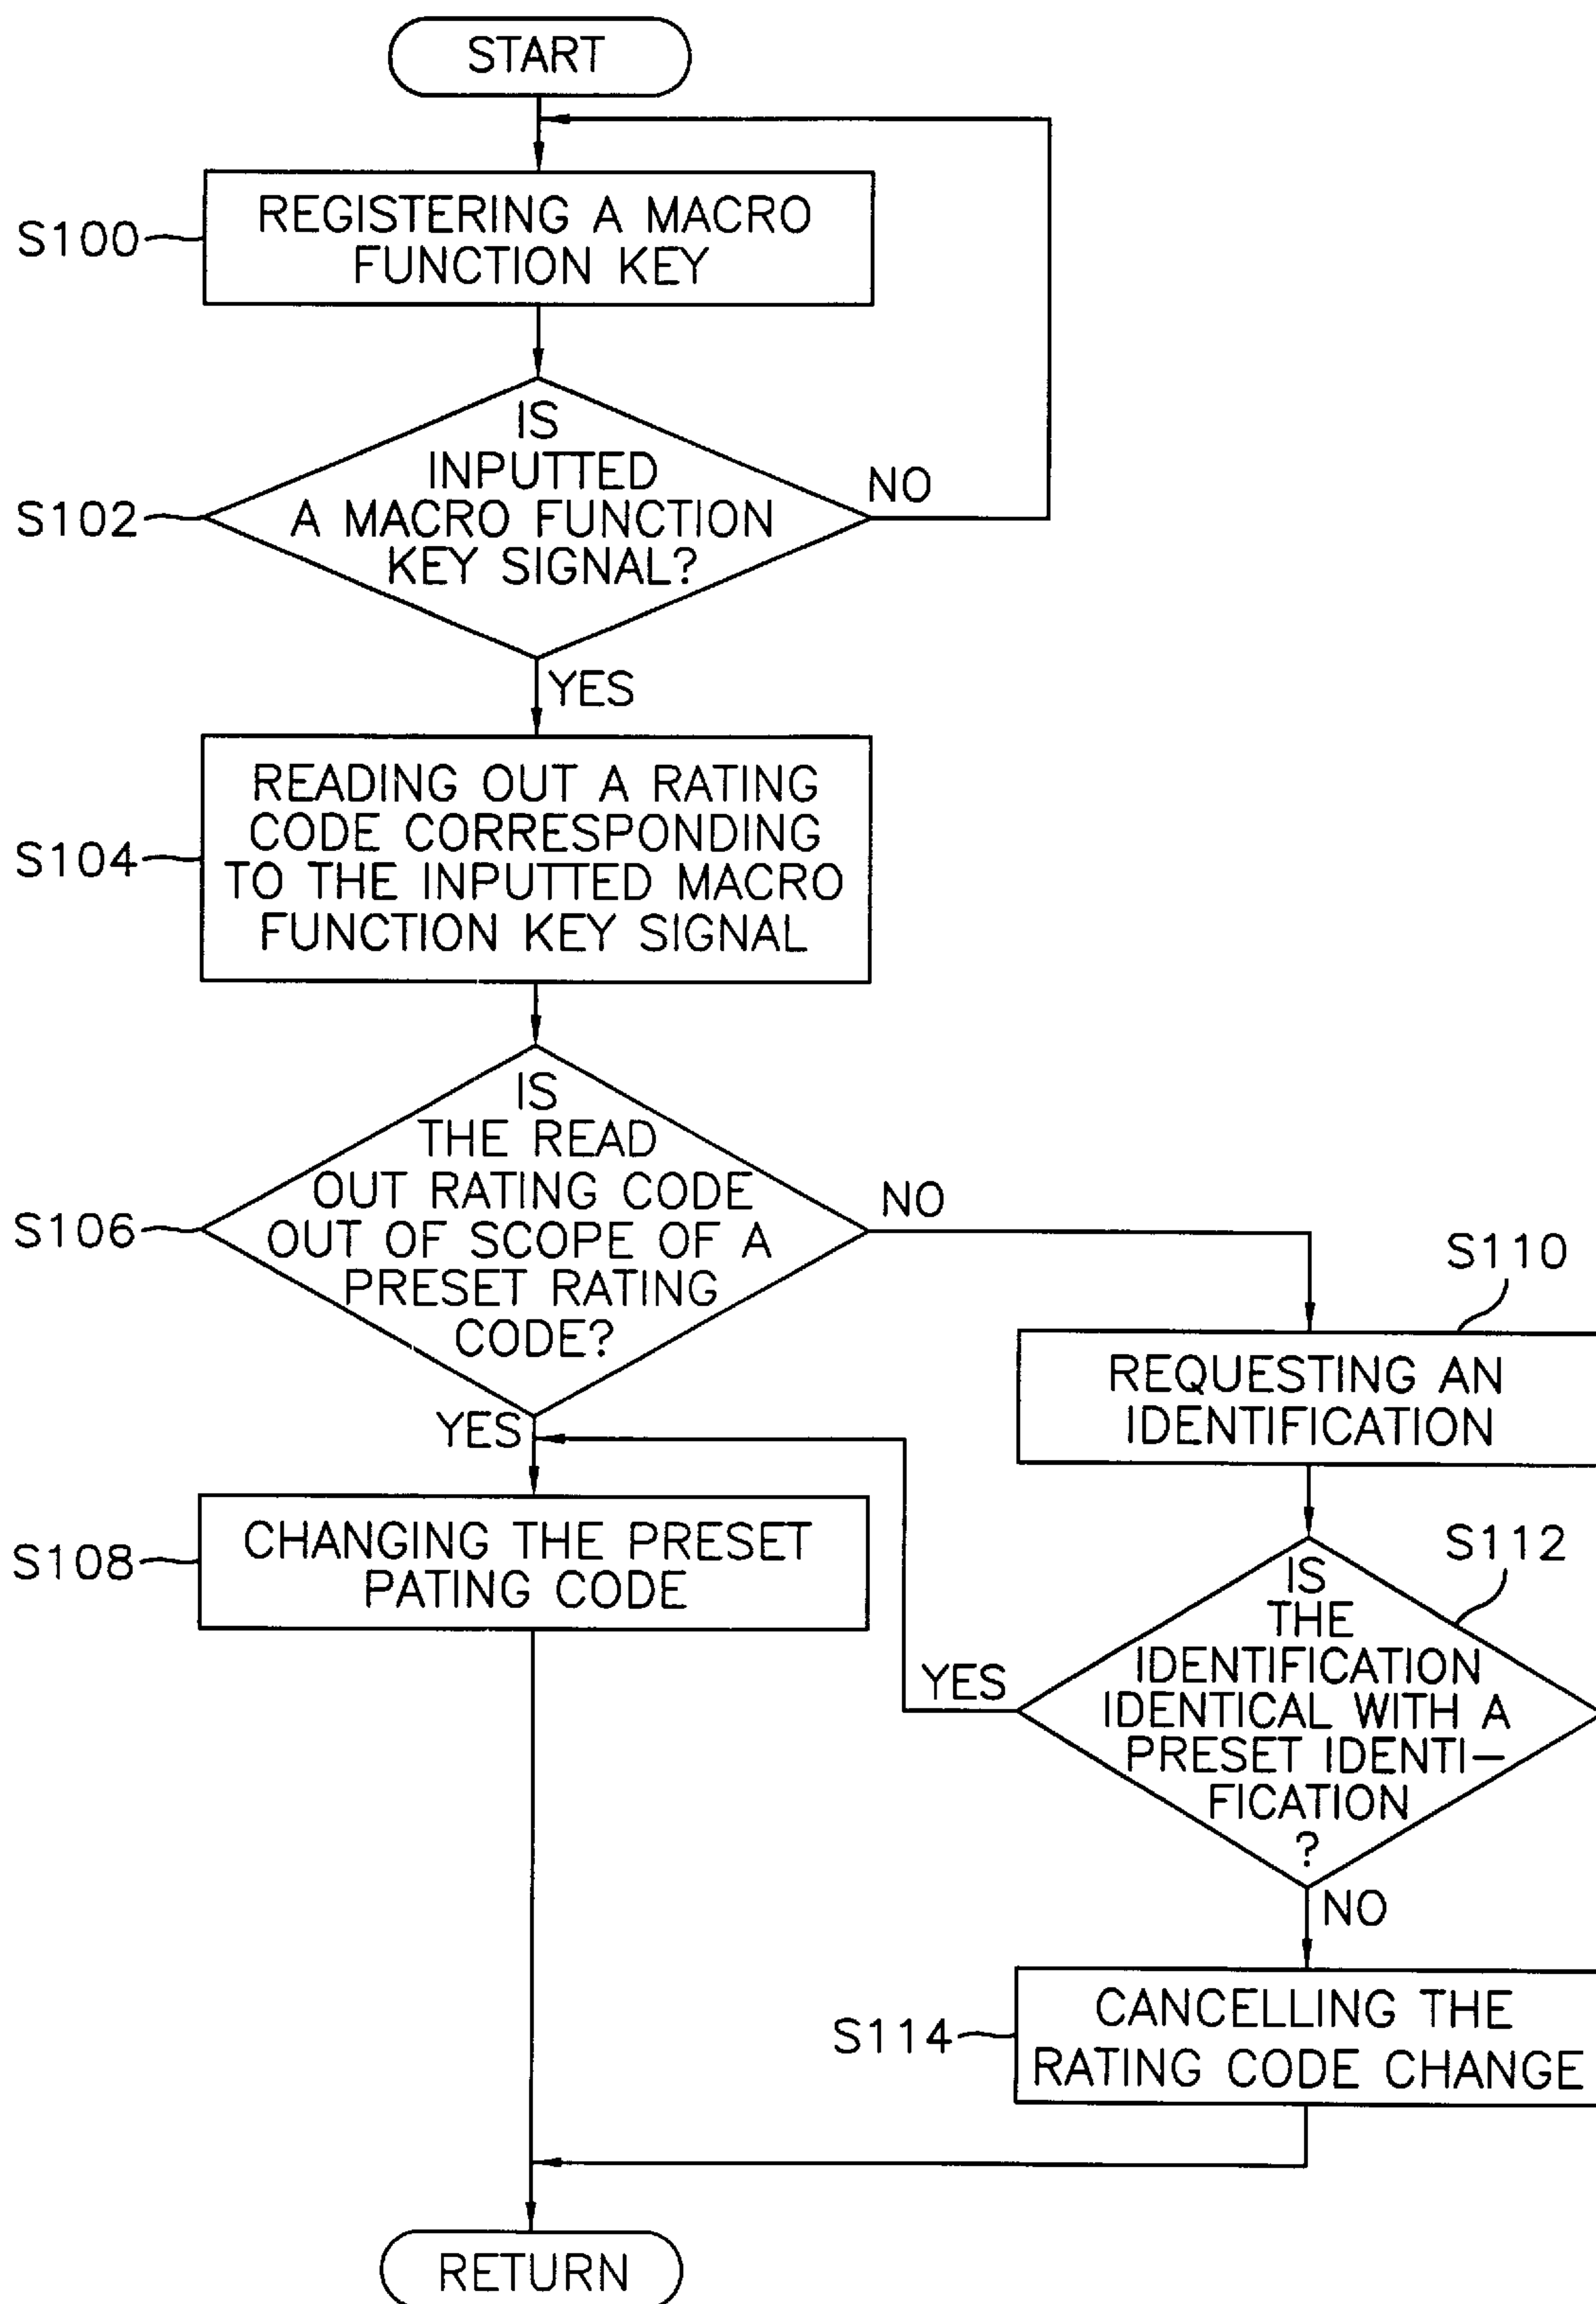 START
S100
REGISTERING A MACRO
FUNCTION KEY
S102
IS
INPUTTED
A MACRO FUNCTION
KEY SIGNAL?
NO
YES
S104
READING OUT A RATING
CODE CORRESPONDING
TO THE INPUTTED MACRO
FUNCTION KEY SIGNAL
S106
IS
THE READ
OUT RATING CODE
OUT OF SCOPE OF A
PRESET RATING
CODE?
NO
YES
S110
REQUESTING AN
IDENTIFICATION
S108
CHANGING THE PRESET
PATING CODE
S112
IS
THE
IDENTIFICATION
IDENTICAL WITH A
PRESET IDENTI-
FICATION
?
YES
NO
S114
CANCELLING THE
RATING CODE CHANGE
RETURN